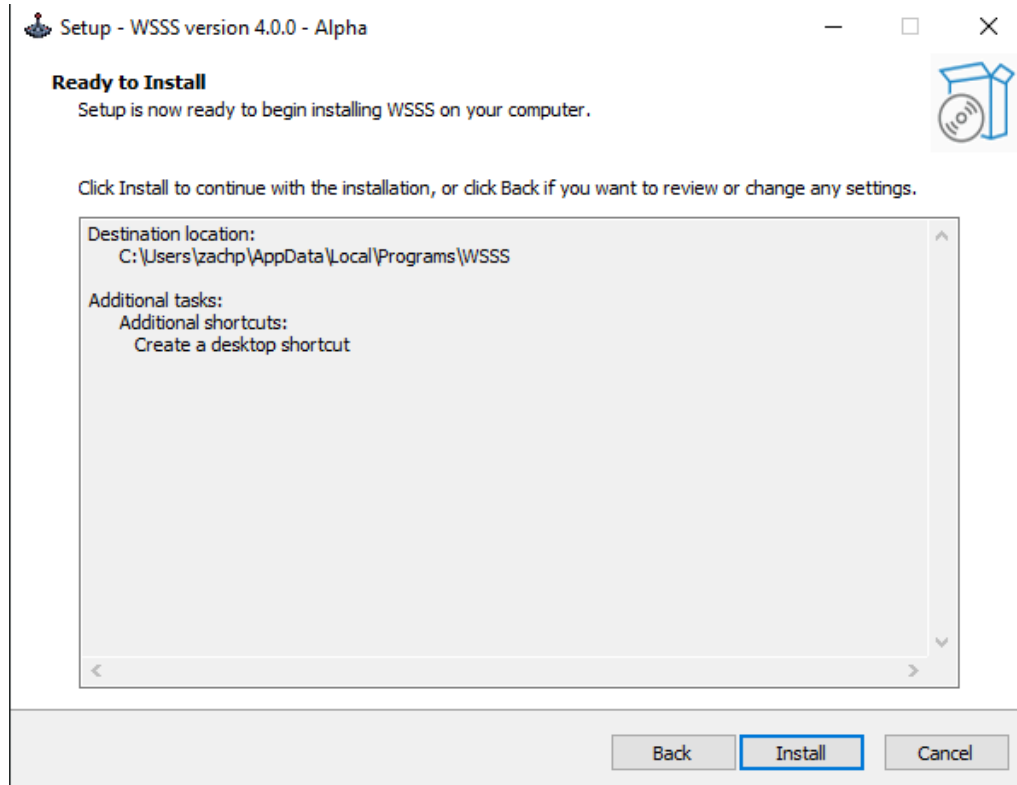 Setup - WSSS version 4.0.0 - Alpha
Ready to Install
Setup is now ready to begin installing WSSS on your computer.
Click Install to continue with the installation, or click Back if you want to review or change any settings.
Destination location:
C:\Users\zachp\AppData\Local\Programs\WSSS
Additional tasks:
Additional shortcuts:
Create a desktop shortcut
Back Install Cancel